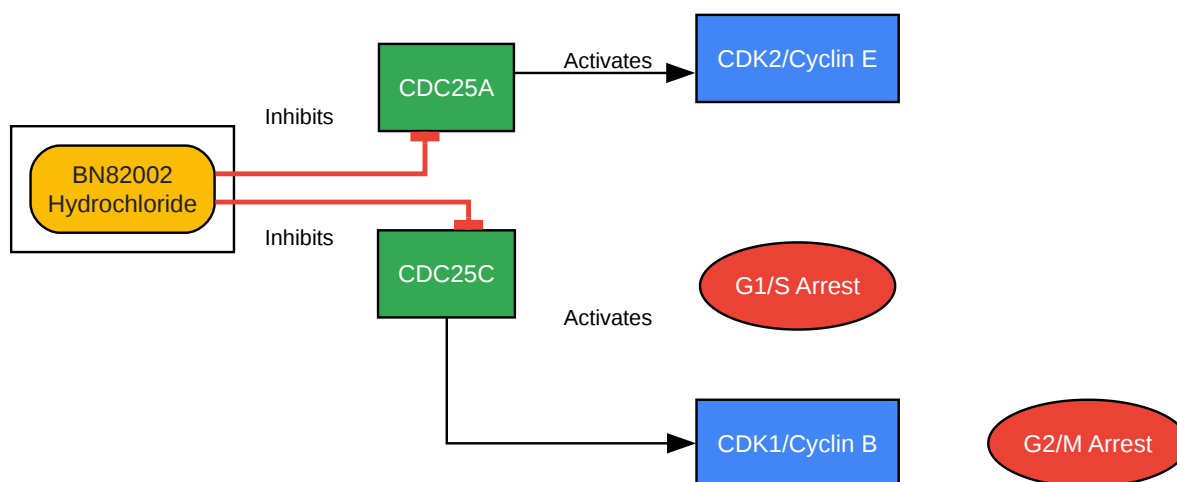 Activates
CDK2/Cyclin E
CDC25A
Inhibits
BN82002
Hydrochloride
Inhibits
CDC25C
G1/S Arrest
Activates
CDK1/Cyclin B
G2/M Arrest